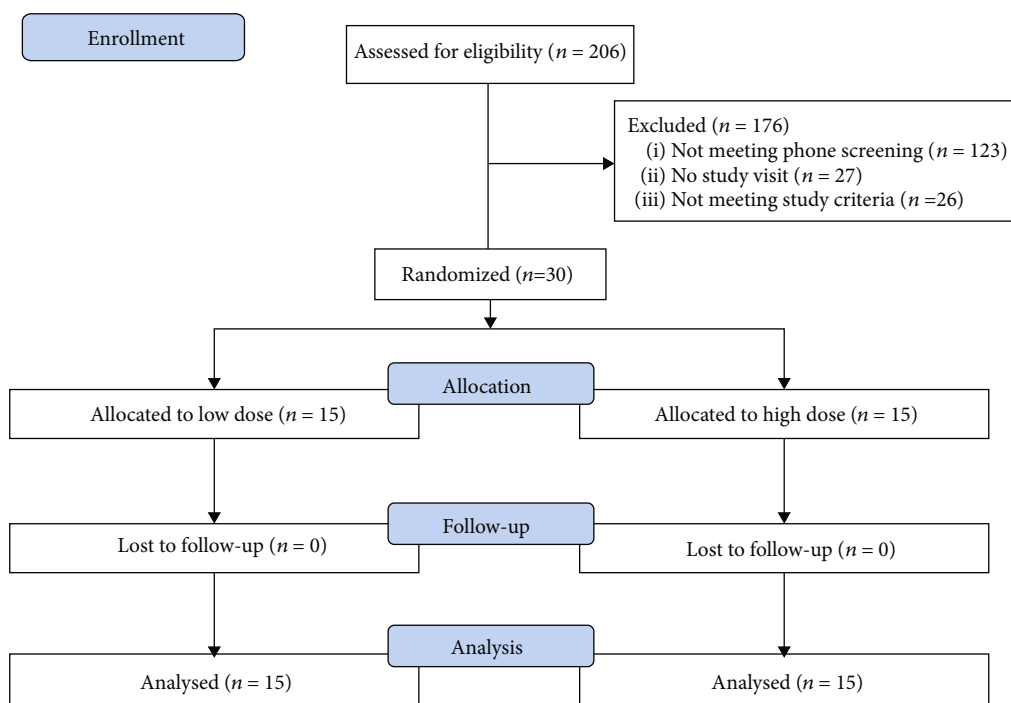 Enrollment
Assessed for eligibility (n = 206)
Excluded (n = 176)
(i) Not meeting phone screening (n = 123)
(ii) No study visit (n = 27)
(iii) Not meeting study criteria (n =26)
Randomized (n=30)
Allocation
Allocated to low dose (n = 15)
Allocated to high dose (n = 15)
Follow-up
Lost to follow-up (n = 0)
Lost to follow-up (n = 0)
Analysis
Analysed (n = 15)
Analysed (n = 15)